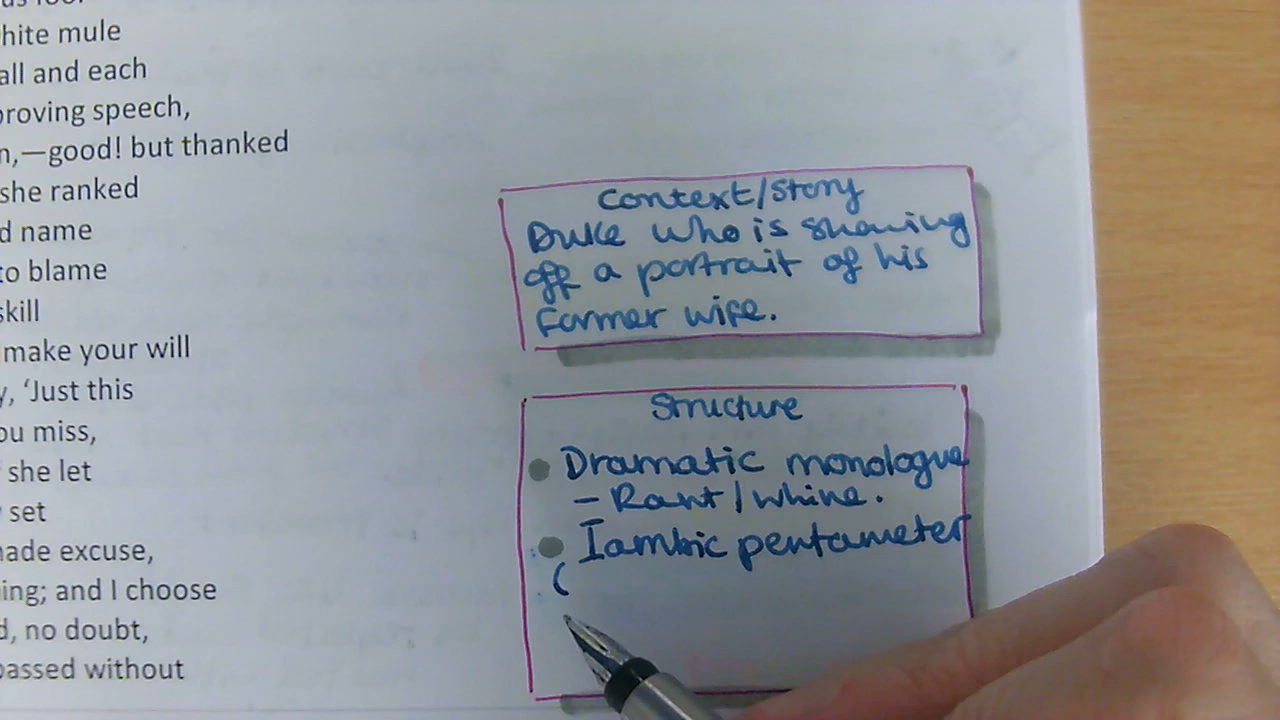 hite mule
all and each
proving speech,
n,—good! but thanked
she ranked
d name
to blame
skill
make your will
y, ‘Just this
ou miss,
she let
set
nade excuse,
ing; and I choose
d, no doubt,
passed without
Context/Story
Duke who is showing
off a portrait of his
former wife.
Structure
Dramatic monologue
- Rant/whine.
Iambic pentameter
(